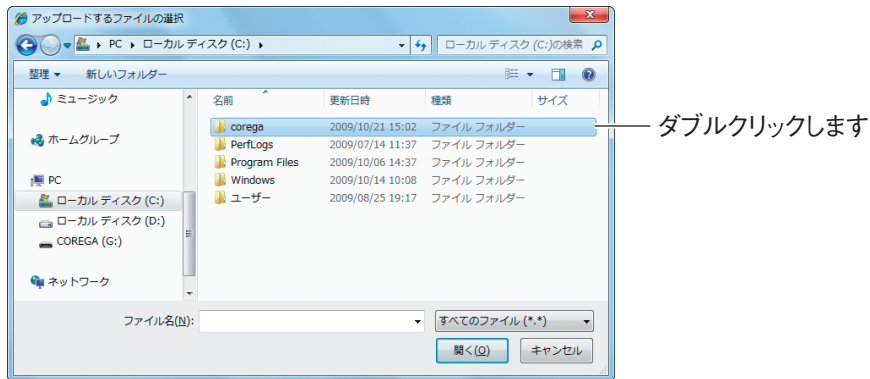 アップロードするファイルの選択
PC ▸ ローカル ディスク (C:) ▸
ローカル ディスク (C:)の検索
整理 ▼ 新しいフォルダー
ミュージック
ホームグループ
PC
ローカル ディスク (C:)
ローカル ディスク (D:)
COREGA (G:)
ネットワーク
名前 更新日時 種類 サイズ
corega 2009/10/21 15:02 ファイル フォルダー
PerfLogs 2009/07/14 11:37 ファイル フォルダー
Program Files 2009/10/06 14:37 ファイル フォルダー
Windows 2009/10/14 10:08 ファイル フォルダー
ユーザー 2009/08/25 19:17 ファイル フォルダー
ダブルクリックします
ファイル名(N):
すべてのファイル (*.*)
開く(O) キャンセル